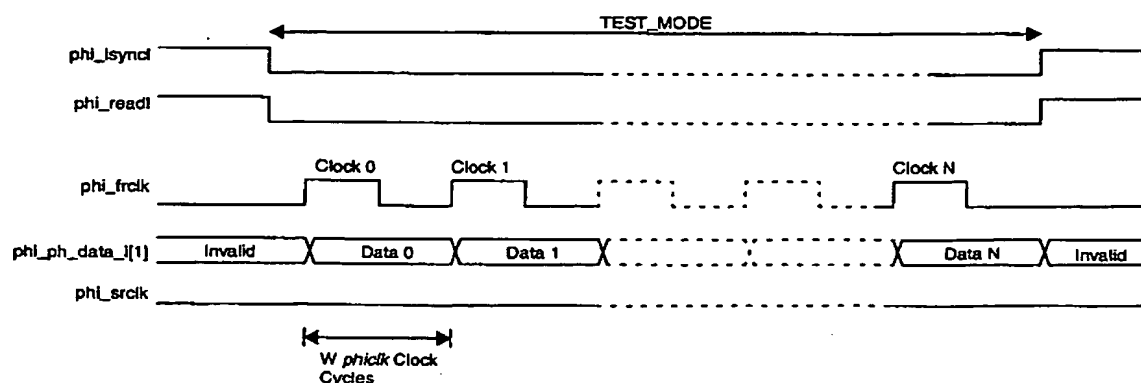 TEST_MODE
phi_lsyncl
phi_readl
Clock 0 Clock 1 Clock N
phi_frclk
phi_ph_data_i[1] Invalid Data 0 Data 1 Data N Invalid
phi_srclk
W phiclk Clock
Cycles